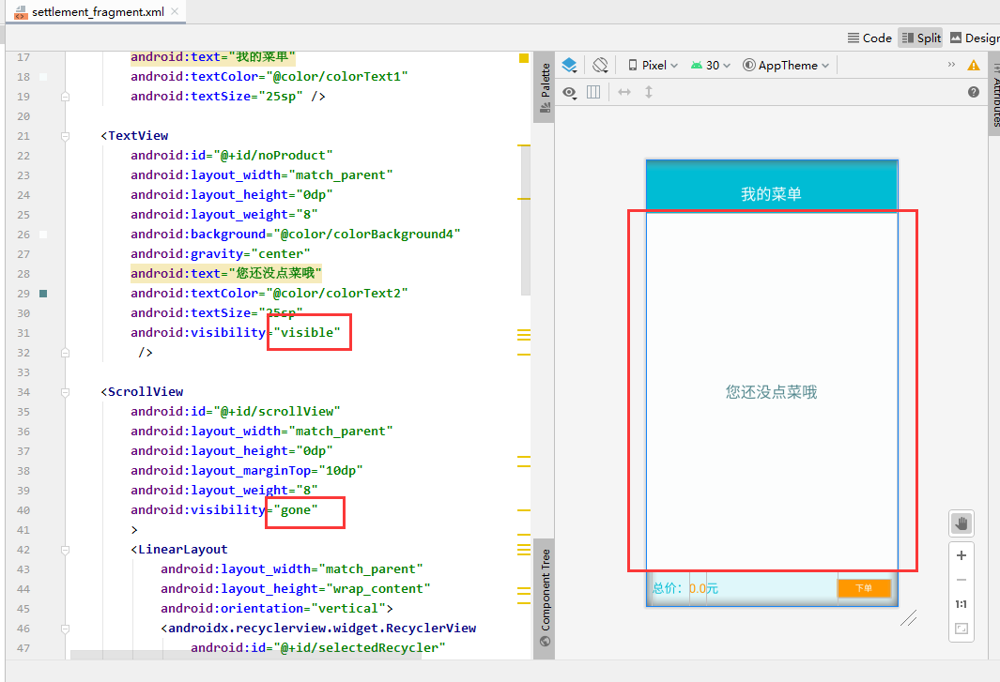 settlement_fragment.xml
Code
Split
Design
17 android:text="我的菜单"
18 android:textColor="@color/colorText1"
19 android:textSize="25sp" />
20
21 <TextView
22 android:id="@+id/noProduct"
23 android:layout_width="match_parent"
24 android:layout_height="0dp"
25 android:layout_weight="8"
26 android:background="@color/colorBackground4"
27 android:gravity="center"
28 android:text="您还没点菜哦"
29 android:textColor="@color/colorText2"
30 android:textSize="25sp"
31 android:visibility="visible"
32 />
33
34 <ScrollView
35 android:id="@+id/scrollView"
36 android:layout_width="match_parent"
37 android:layout_height="0dp"
38 android:layout_marginTop="10dp"
39 android:layout_weight="8"
40 android:visibility="gone"
41 >
42 <LinearLayout
43 android:layout_width="match_parent"
44 android:layout_height="wrap_content"
45 android:orientation="vertical">
46 <androidx.recyclerview.widget.RecyclerView
47 android:id="@+id/selectedRecycler"
Palette
Component Tree
Pixel
30
AppTheme
Attributes
我的菜单
您还没点菜哦
总价: 0.0元
下单
1:1